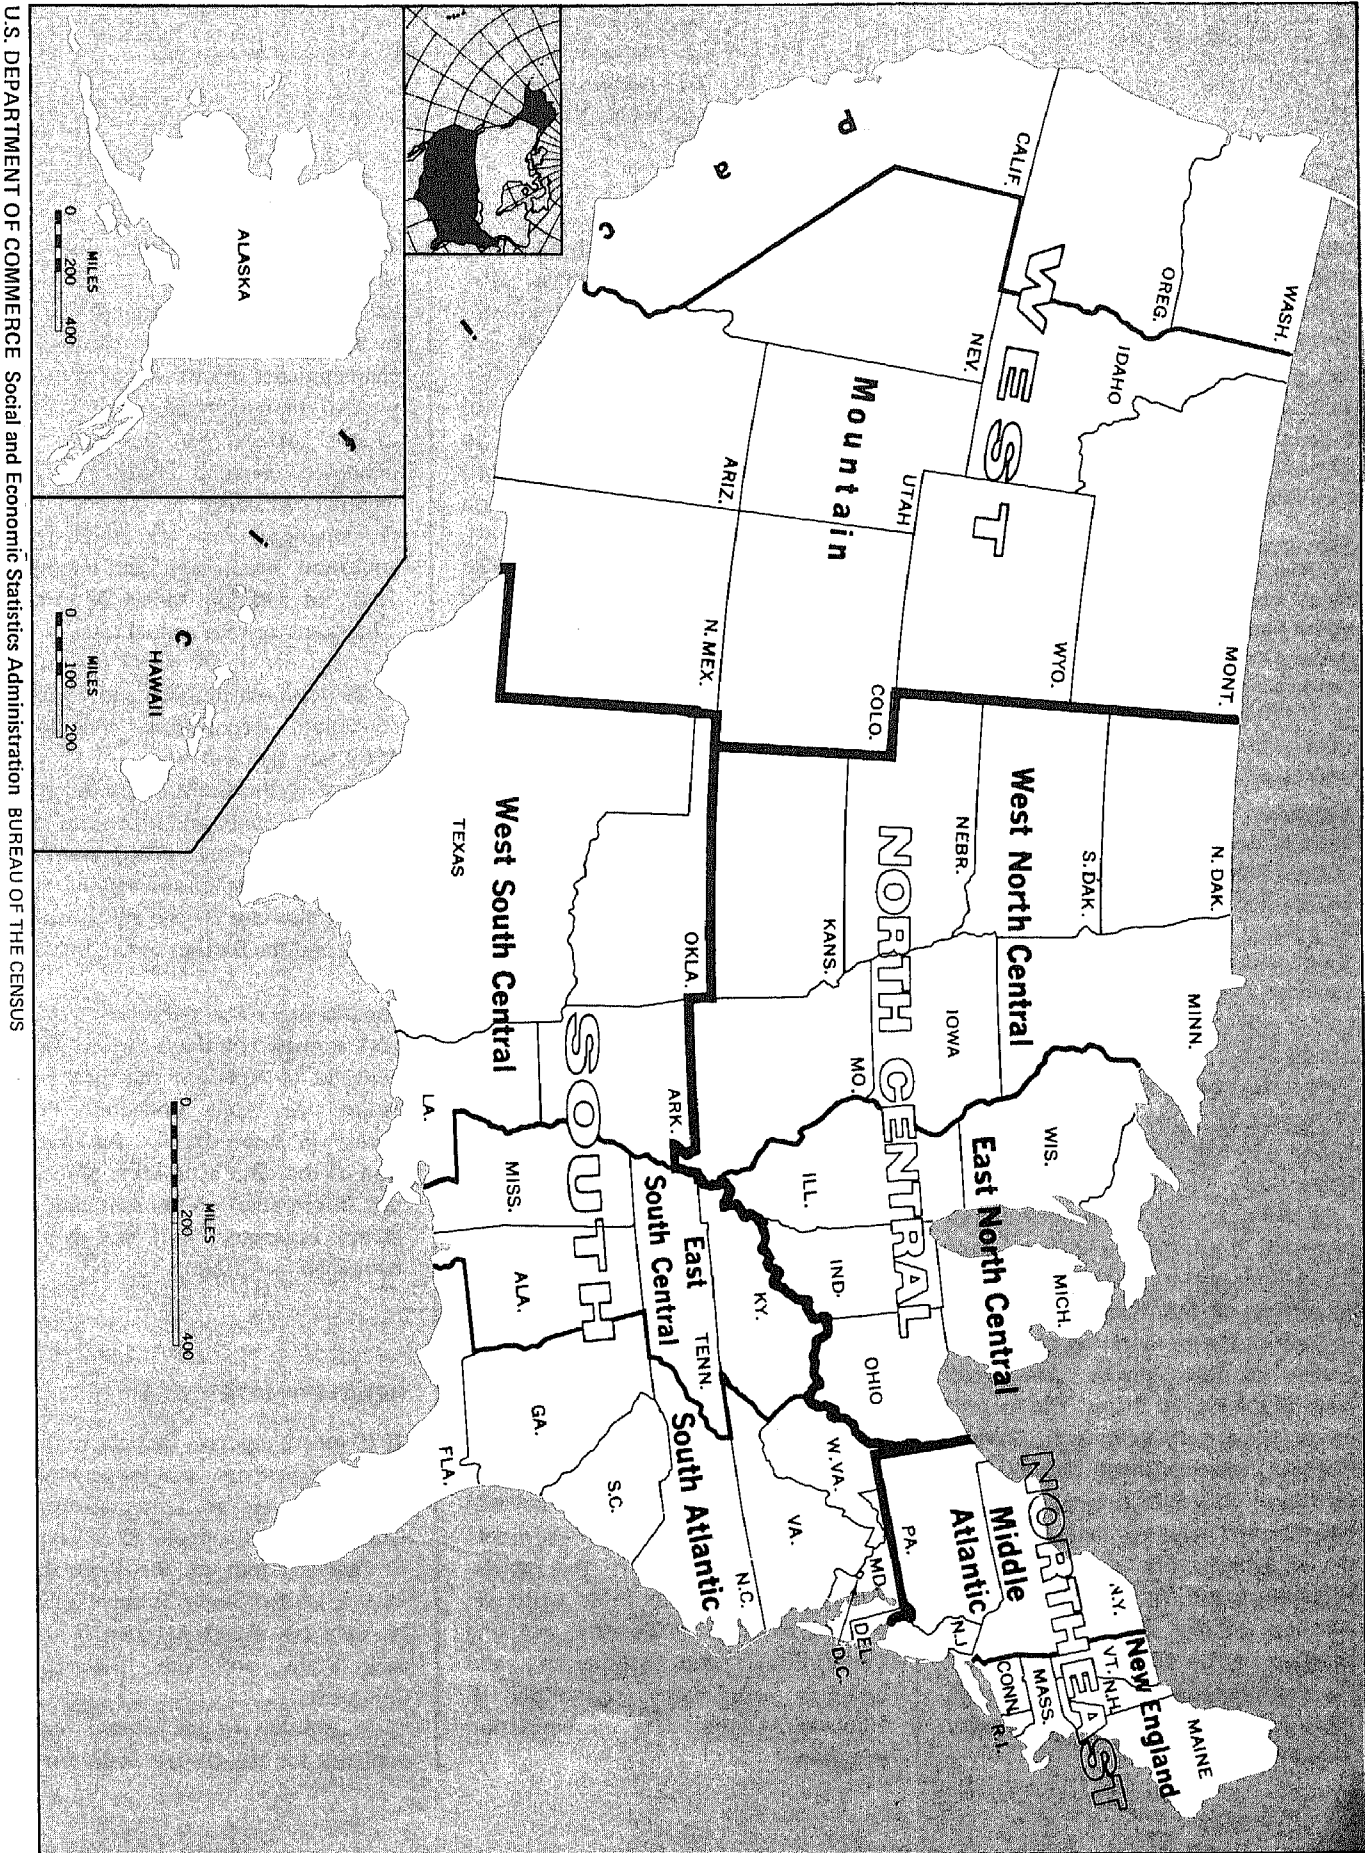 WEST
Pacific
Mountain
WASH.
OREG.
CALIF.
IDAHO
NEV.
MONT.
WYO.
UTAH
COLO.
ARIZ.
N. MEX.
NORTH CENTRAL
West North Central
East North Central
N. DAK.
S. DAK.
NEBR.
KANS.
MINN.
IOWA
MO.
WIS.
MICH.
ILL.
IND.
OHIO
NORTHEAST
Middle
Atlantic
New England
N.Y.
PA.
N.J.
VT.
N.H.
MAINE
MASS.
CONN.
R.I.
SOUTH
West South Central
East
South Central
South Atlantic
TEXAS
OKLA.
ARK.
LA.
KY.
TENN.
MISS.
ALA.
W. VA.
MD.
DEL.
D.C.
VA.
N.C.
S.C.
GA.
FLA.
ALASKA
0 200 400
MILES
HAWAII
0 100 200
MILES
0 200 400
MILES
U.S. DEPARTMENT OF COMMERCE Social and Economic Statistics Administration BUREAU OF THE CENSUS